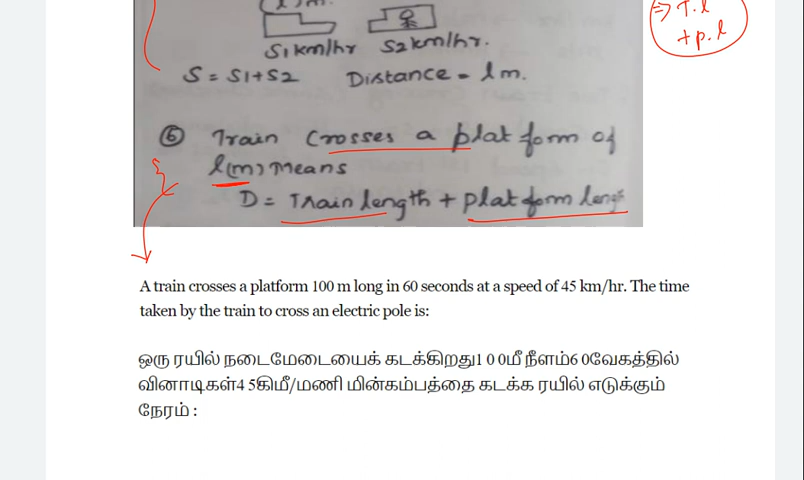 S1km/hr S2km/hr.
S = S1+S2 Distance = lm.
⇒ T.l
+ p.l
⑥ Train Crosses a platform of
l(m) Means
D = Train length + platform leng
A train crosses a platform 100 m long in 60 seconds at a speed of 45 km/hr. The time
taken by the train to cross an electric pole is:
ஒரு ரயில் நடைமேடையைக் கடக்கிறது1 0 0மீ நீளம்6 0வேகத்தில்
வினாடிகள்4 5கிமீ/மணி மின்கம்பத்தை கடக்க ரயில் எடுக்கும்
நேரம் :